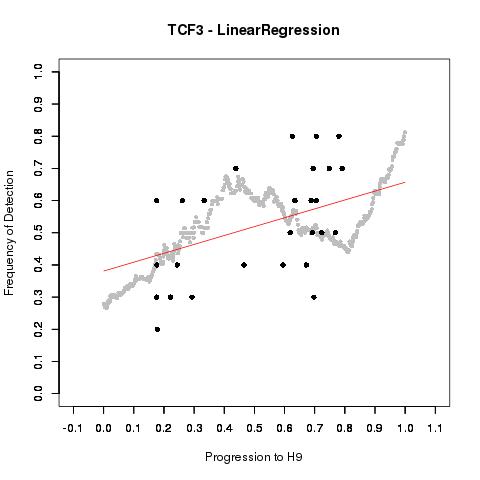 TCF3 - LinearRegression
Frequency of Detection
1.0
0.9
0.8
0.7
0.6
0.5
0.4
0.3
0.2
0.1
0.0
-0.1 0.0 0.1 0.2 0.3 0.4 0.5 0.6 0.7 0.8 0.9 1.0 1.1
Progression to H9